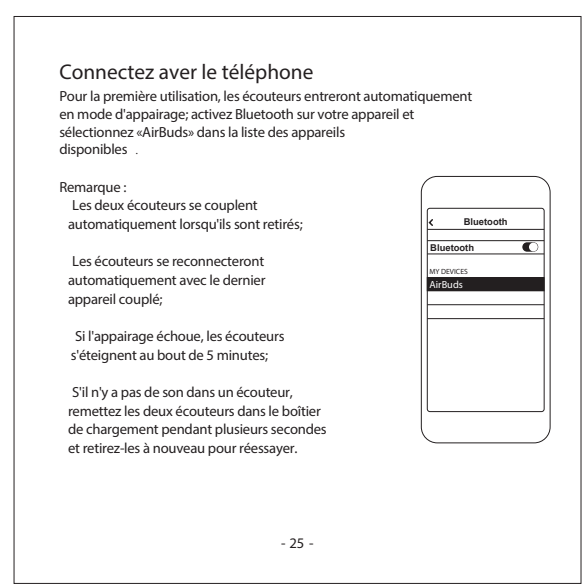 Connectez aver le téléphone
Pour la première utilisation, les écouteurs entreront automatiquement
en mode d'appairage; activez Bluetooth sur votre appareil et
sélectionnez «AirBuds» dans la liste des appareils
disponibles .
Remarque :
Les deux écouteurs se couplent
automatiquement lorsqu'ils sont retirés;
Les écouteurs se reconnecteront
automatiquement avec le dernier
appareil couplé;
Si l'appairage échoue, les écouteurs
s'éteignent au bout de 5 minutes;
S'il n'y a pas de son dans un écouteur,
remettez les deux écouteurs dans le boîtier
de chargement pendant plusieurs secondes
et retirez-les à nouveau pour réessayer.
< Bluetooth
Bluetooth
MY DEVICES
AirBuds
- 25 -